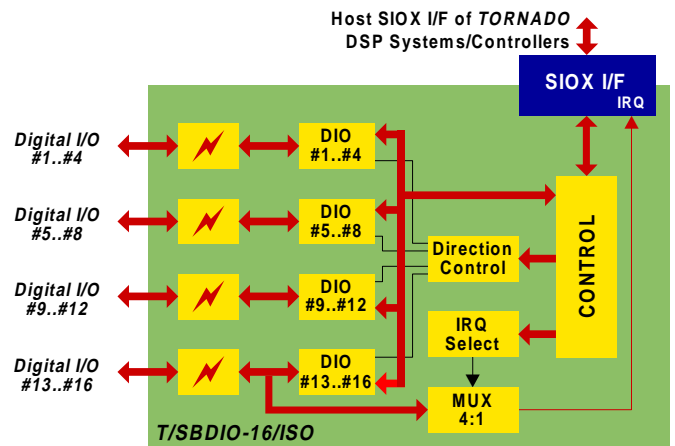 Host SIOX I/F of TORNADO
DSP Systems/Controllers
SIOX I/F
IRQ
Digital I/O
#1..#4
DIO
#1..#4
Digital I/O
#5..#8
DIO
#5..#8
Direction
Control
CONTROL
Digital I/O
#9..#12
DIO
#9..#12
IRQ
Select
Digital I/O
#13..#16
DIO
#13..#16
MUX
4:1
T/SBDIO-16/ISO